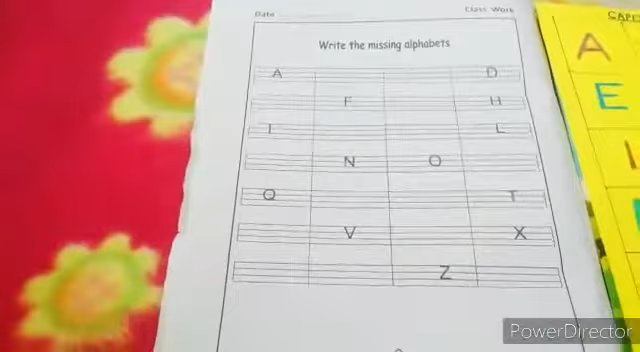 Date Class Work
Write the missing alphabets
A D
F H
I L
N O
Q T
V X
Z
A
E
PowerDirector